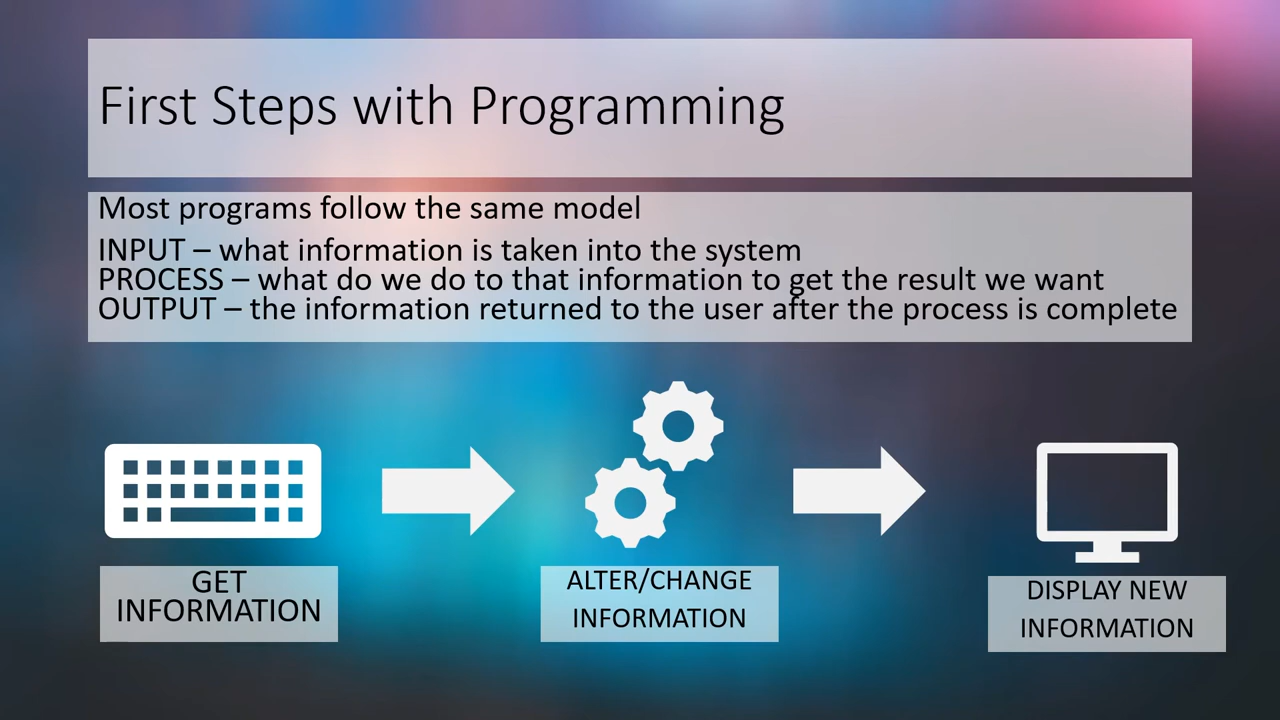 First Steps with Programming
Most programs follow the same model
INPUT – what information is taken into the system
PROCESS – what do we do to that information to get the result we want
OUTPUT – the information returned to the user after the process is complete
GET
INFORMATION
ALTER/CHANGE
INFORMATION
DISPLAY NEW
INFORMATION